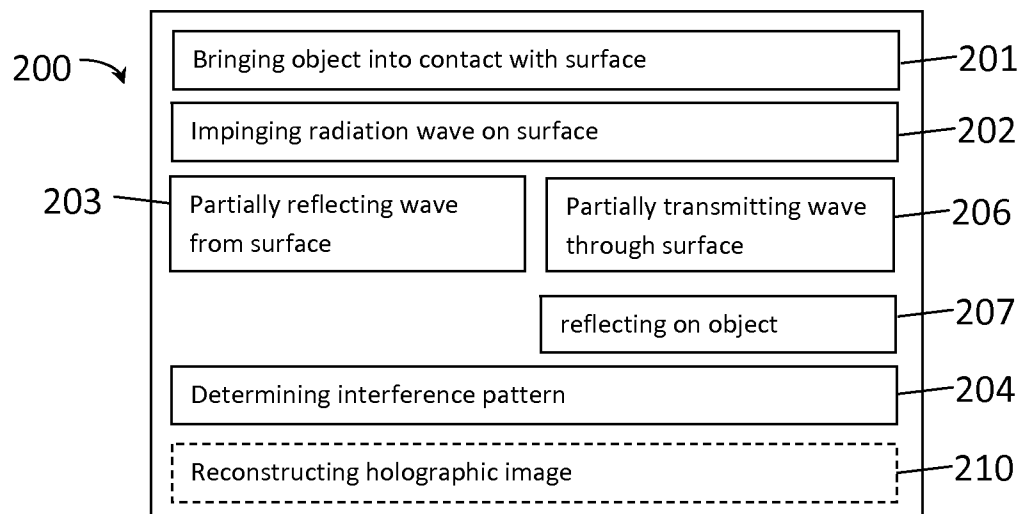 200
Bringing object into contact with surface
201
Impinging radiation wave on surface
202
203
Partially reflecting wave
from surface
Partially transmitting wave
through surface
206
reflecting on object
207
Determining interference pattern
204
Reconstructing holographic image
210